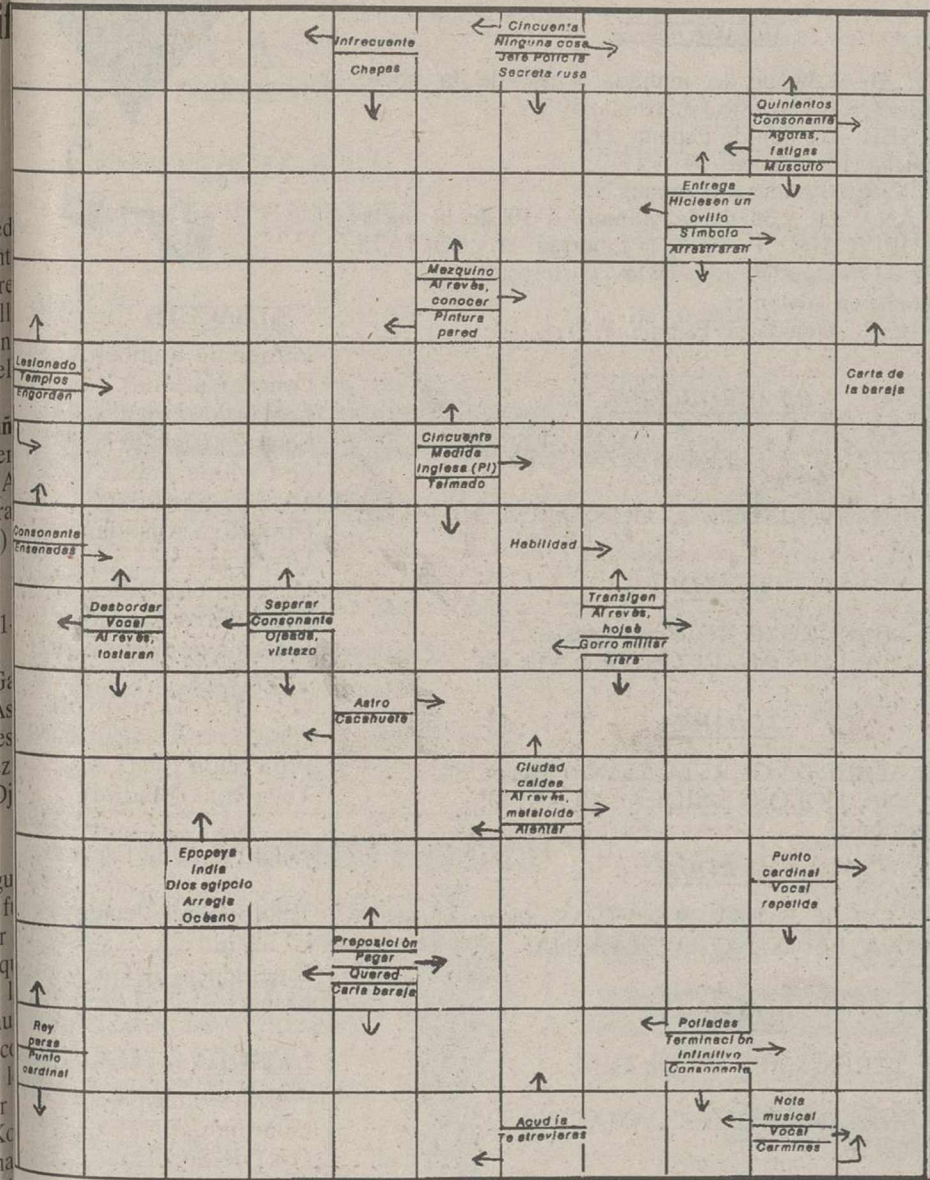 Infrecuente
Chapas
Cincuenta
Ninguna cosa
Jefe Policía
Secreta rusa
Quinientos
Consonante
Agotas,
fatigas
Músculo
Entrega
Hiciesen un
ovillo
Símbolo
Arrastrarán
Mezquino
Al revés,
conocer
Pintura
pared
Lesionado
Templos
Engorden
Carta de
la baraja
Cincuenta
Medida
Inglesa (Pl)
Taimado
Consonante
Ensenadas
Habilidad
Desbordar
Vocal
Al revés,
tostaran
Separar
Consonante
Ojeada,
vistazo
Transigen
Al revés,
hojeé
Gorro militar
Tiara
Astro
Cacahuete
Ciudad
caldea
Al revés,
metaloide
Alentar
Epopeya
India
Dios egipcio
Arregla
Océano
Punto
cardinal
Vocal
repetida
Preposición
Pagar
Quered
Carta baraja
Rey
persa
Punto
cardinal
Polladas
Terminación
infinitivo
Consonante
Acudía
Te atrevieras
Nota
musical
Vocal
Carmines